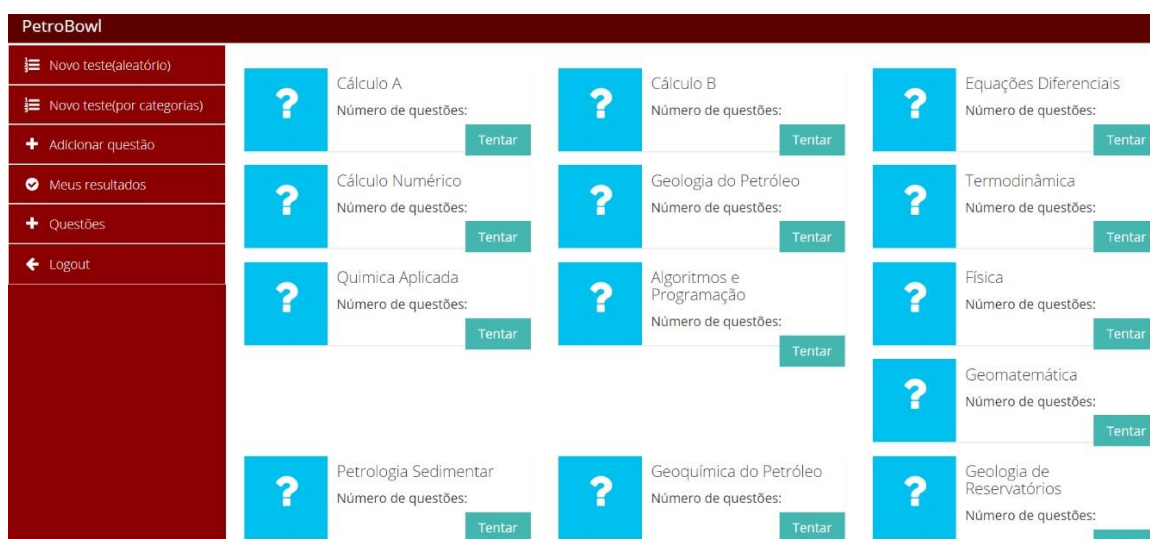 PetroBowl
Novo teste(aleatório)
Novo teste(por categorias)
Adicionar questão
Meus resultados
Questões
Logout
Cálculo A
Número de questões:
Tentar
Cálculo B
Número de questões:
Tentar
Equações Diferenciais
Número de questões:
Tentar
Cálculo Numérico
Número de questões:
Tentar
Geologia do Petróleo
Número de questões:
Tentar
Termodinâmica
Número de questões:
Tentar
Quimica Aplicada
Número de questões:
Tentar
Algoritmos e
Programação
Número de questões:
Tentar
Física
Número de questões:
Tentar
Geomatemática
Número de questões:
Tentar
Petrologia Sedimentar
Número de questões:
Tentar
Geoquímica do Petróleo
Número de questões:
Tentar
Geologia de
Reservatórios
Número de questões: